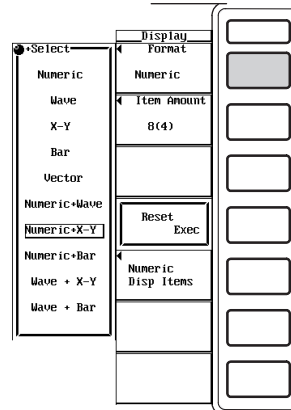 Display
+Select
Numeric
Wave
X-Y
Bar
Vector
Numeric+Wave
Numeric+X-Y
Numeric+Bar
Wave + X-Y
Wave + Bar
Format
Numeric
Item Amount
8(4)
Reset
Exec
Numeric
Disp Items